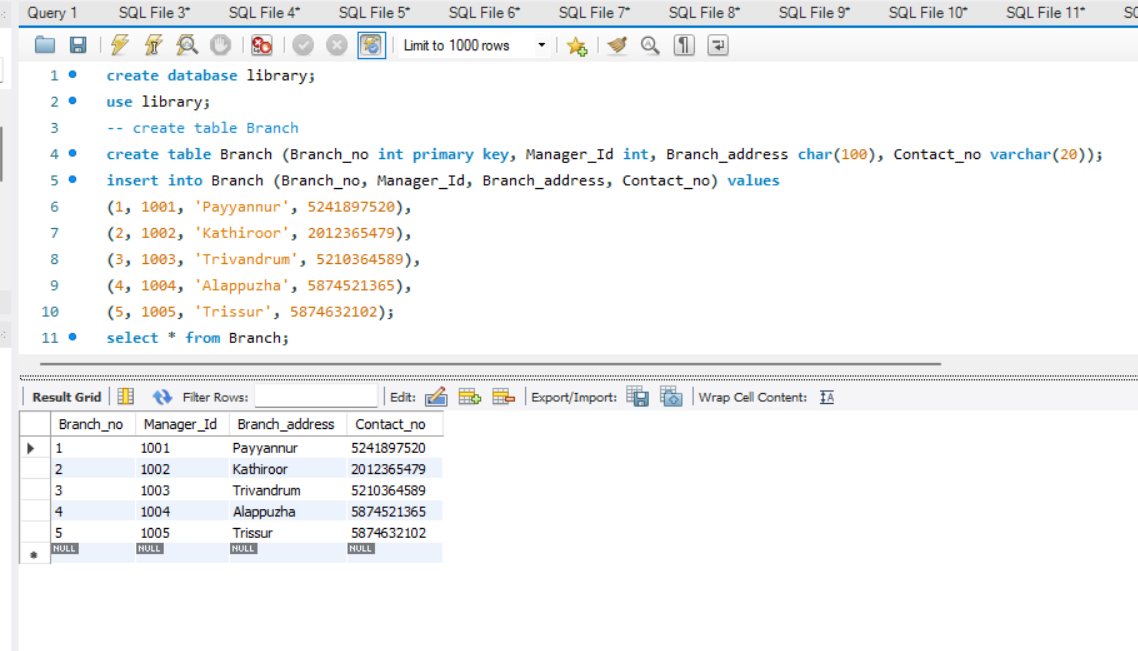 Query 1 SQL File 3* SQL File 4* SQL File 5* SQL File 6* SQL File 7* SQL File 8* SQL File 9* SQL File 10* SQL File 11*
Limit to 1000 rows
1 create database library;
2 use library;
3 -- create table Branch
4 create table Branch (Branch_no int primary key, Manager_Id int, Branch_address char(100), Contact_no varchar(20));
5 insert into Branch (Branch_no, Manager_Id, Branch_address, Contact_no) values
6 (1, 1001, 'Payyannur', 5241897520),
7 (2, 1002, 'Kathiroor', 2012365479),
8 (3, 1003, 'Trivandrum', 5210364589),
9 (4, 1004, 'Alappuzha', 5874521365),
10 (5, 1005, 'Trissur', 5874632102);
11 select * from Branch;
Result Grid Filter Rows: Edit: Export/Import: Wrap Cell Content: IA
Branch_no Manager_Id Branch_address Contact_no
1 1001 Payyannur 5241897520
2 1002 Kathiroor 2012365479
3 1003 Trivandrum 5210364589
4 1004 Alappuzha 5874521365
5 1005 Trissur 5874632102
* NULL NULL NULL NULL